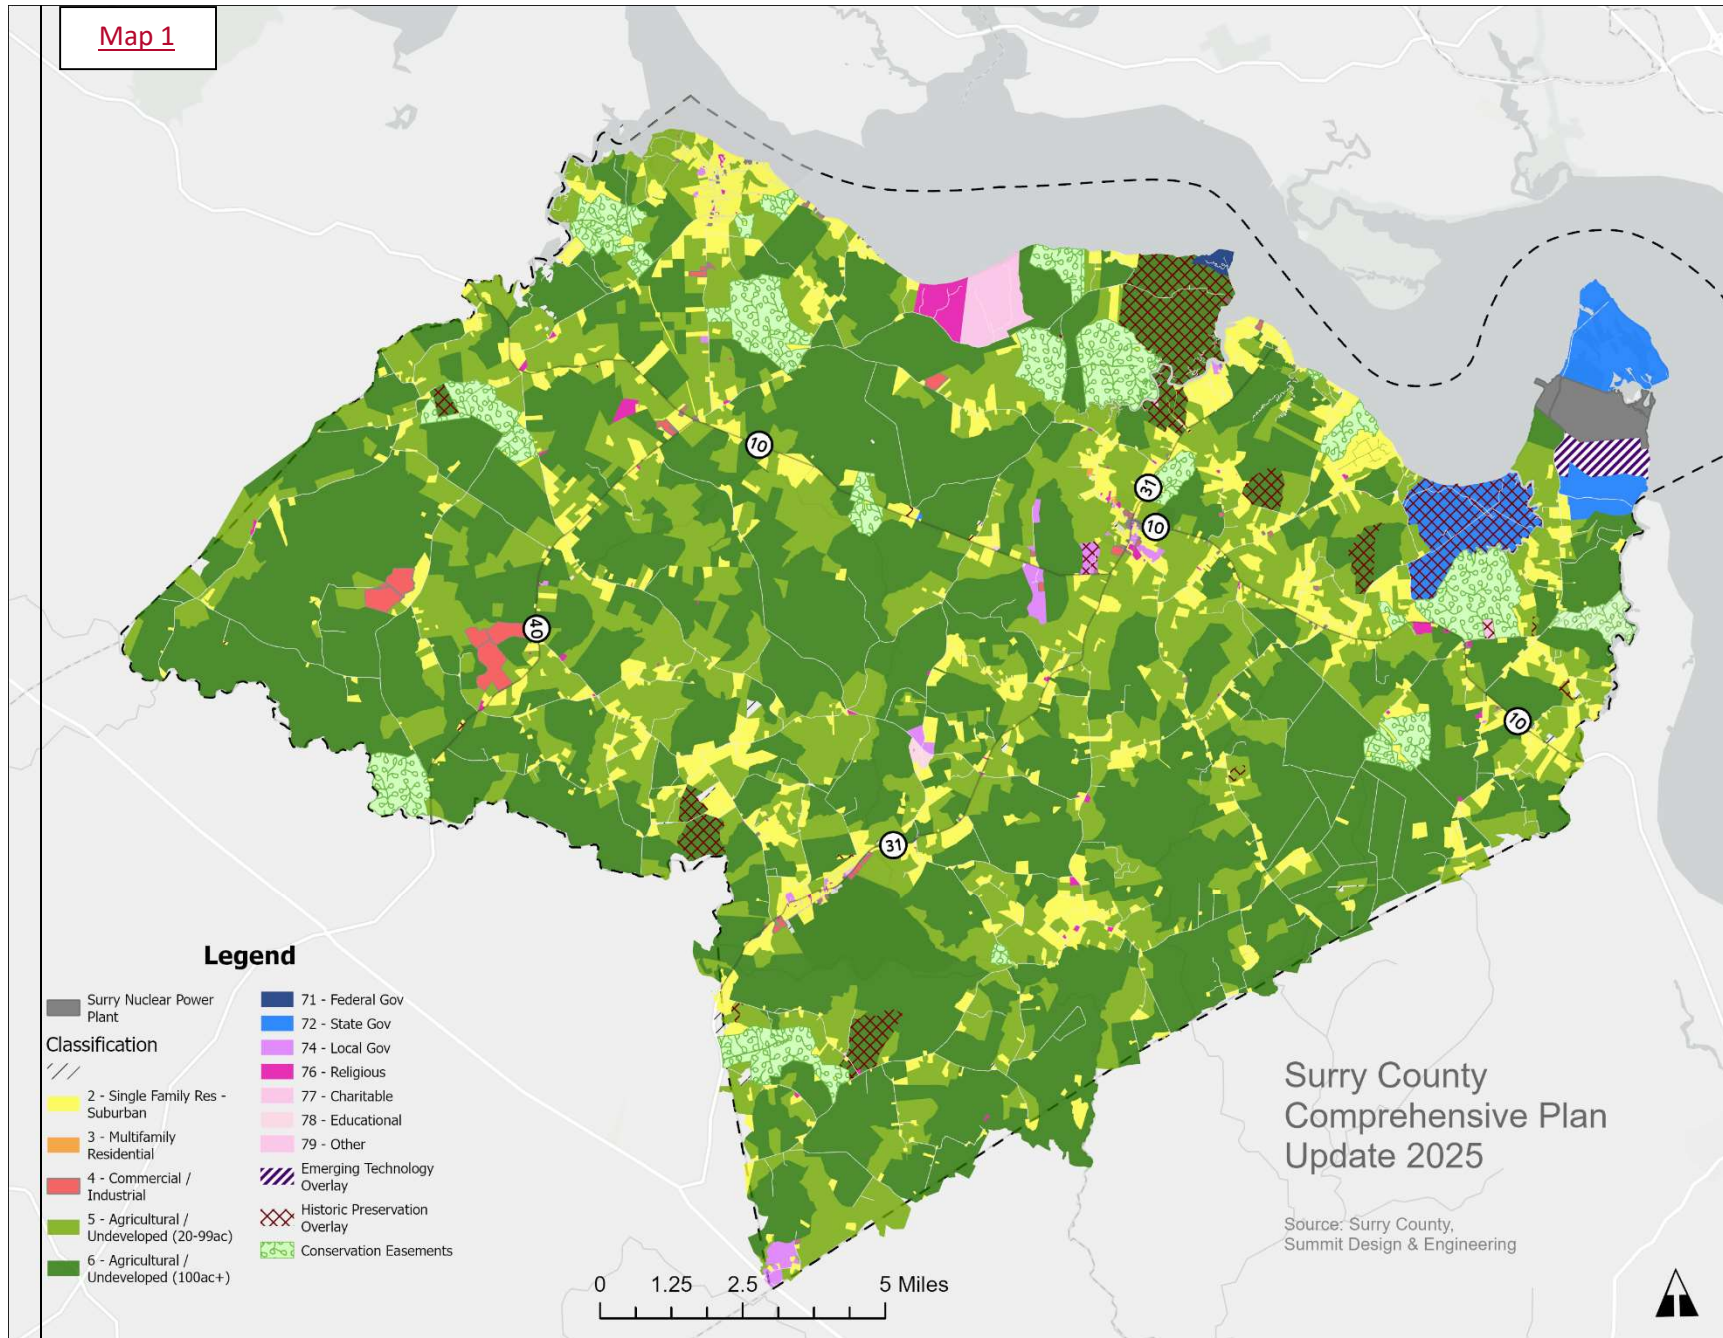 Map 1
10
31
10
40
10
31
Legend
Surry Nuclear Power
Plant
Classification
2 - Single Family Res -
Suburban
3 - Multifamily
Residential
4 - Commercial /
Industrial
5 - Agricultural /
Undeveloped (20-99ac)
6 - Agricultural /
Undeveloped (100ac+)
71 - Federal Gov
72 - State Gov
74 - Local Gov
76 - Religious
77 - Charitable
78 - Educational
79 - Other
Emerging Technology
Overlay
Historic Preservation
Overlay
Conservation Easements
0 1.25 2.5 5 Miles
Surry County
Comprehensive Plan
Update 2025
Source: Surry County,
Summit Design & Engineering